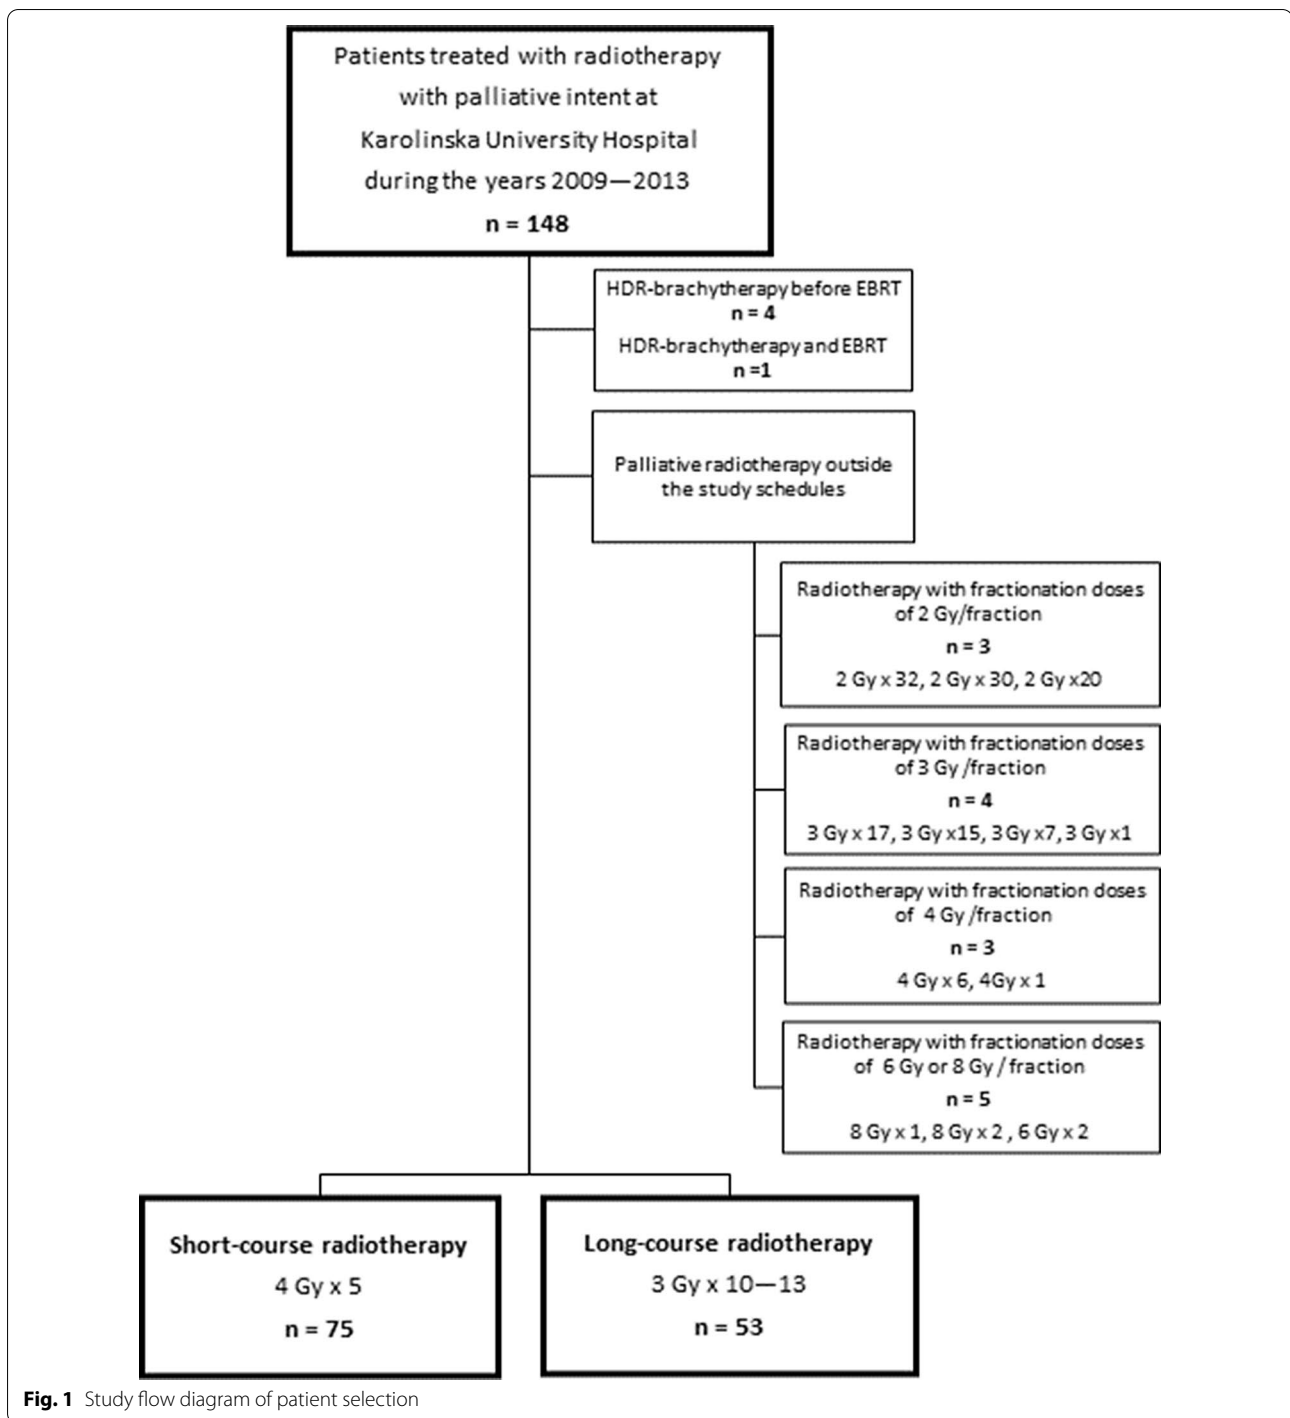 Patients treated with radiotherapy
with palliative intent at
Karolinska University Hospital
during the years 2009—2013
n = 148
HDR-brachytherapy before EBRT
n = 4
HDR-brachytherapy and EBRT
n =1
Palliative radiotherapy outside
the study schedules
Radiotherapy with fractionation doses
of 2 Gy/fraction
n = 3
2 Gy x 32, 2 Gy x 30, 2 Gy x20
Radiotherapy with fractionation doses
of 3 Gy /fraction
n = 4
3 Gy x 17, 3 Gy x15, 3Gy x7, 3 Gy x1
Radiotherapy with fractionation doses
of 4 Gy /fraction
n = 3
4 Gy x 6, 4Gy x 1
Radiotherapy with fractionation doses
of 6 Gy or 8 Gy / fraction
n = 5
8 Gy x 1, 8 Gy x 2 , 6 Gy x 2
Short-course radiotherapy
4 Gy x 5
n = 75
Long-course radiotherapy
3 Gy x 10—13
n = 53
Fig. 1 Study flow diagram of patient selection